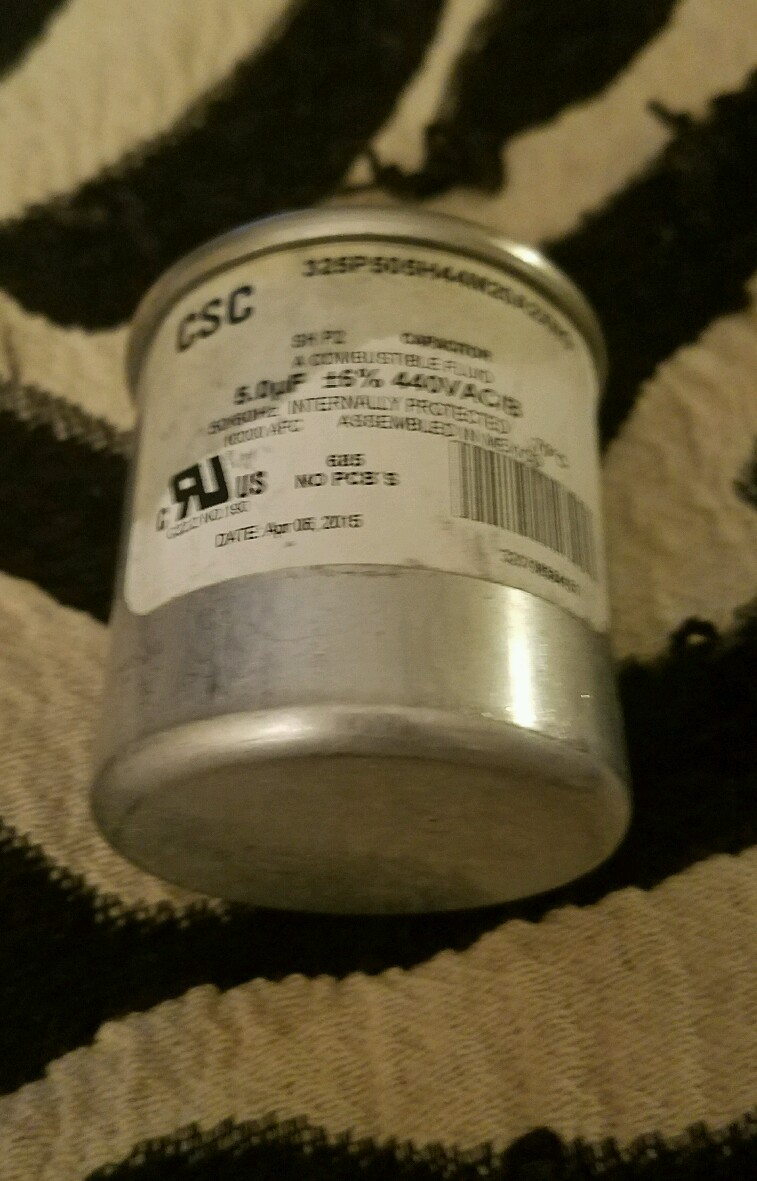 CSC
SH P2 CAPACITOR
A COMBUSTIBLE FLUID
5.0µF ±6% 440VAC/B
50/60Hz INTERNALLY PROTECTED
10000 AFC ASSEMBLED IN MEXICO
C RU US
685
NO PCB'S
DATE: Apr 06, 2015